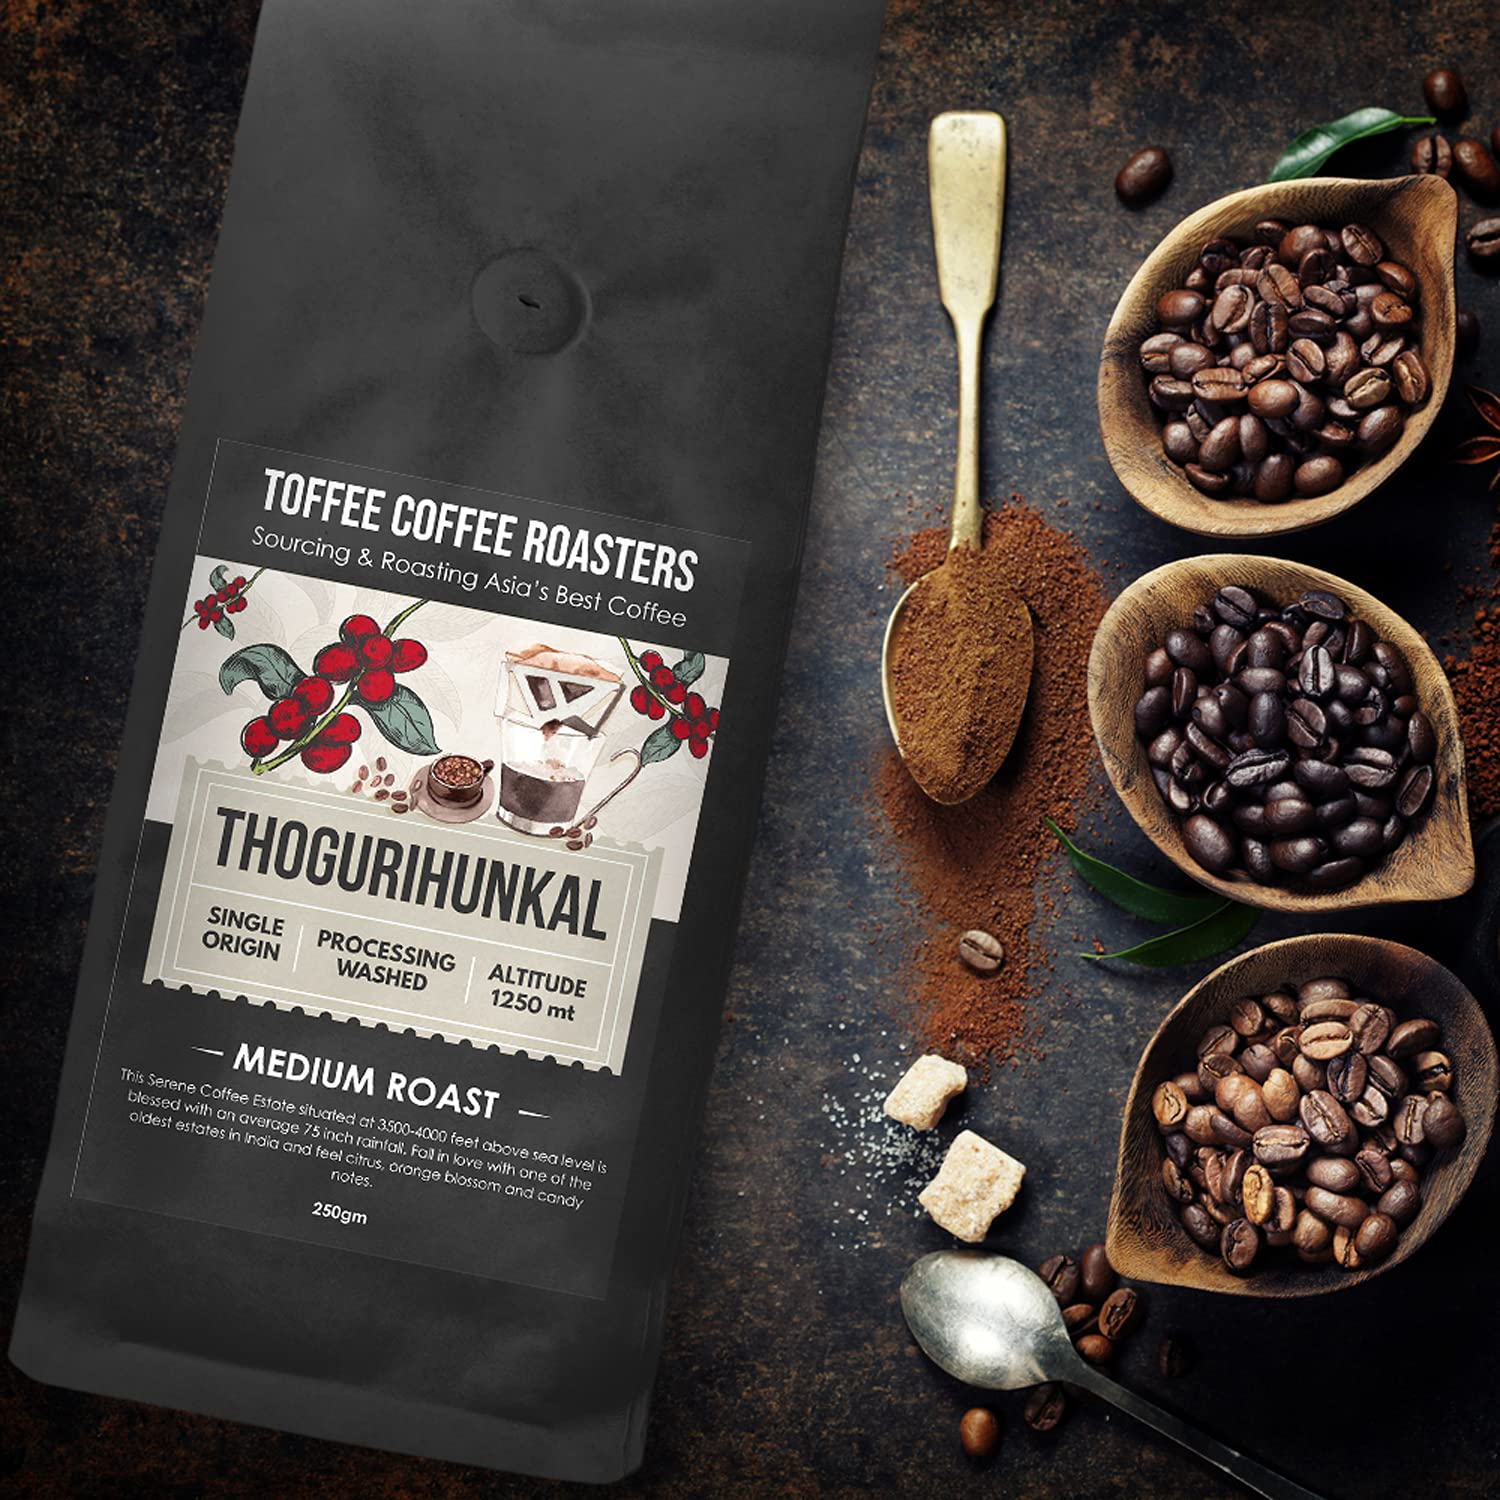 TOFFEE COFFEE ROASTERS
Sourcing & Roasting Asia's Best Coffee
THOGURIHUNKAL
SINGLE
ORIGIN
PROCESSING
WASHED
ALTITUDE
1250 mt
MEDIUM ROAST
This Serene Coffee Estate situated at 3500-4000 feet above sea level is
blessed with an average 75 inch rainfall. Fall in love with one of the
oldest estates in India and feel citrus, orange blossom and candy
notes.
250gm